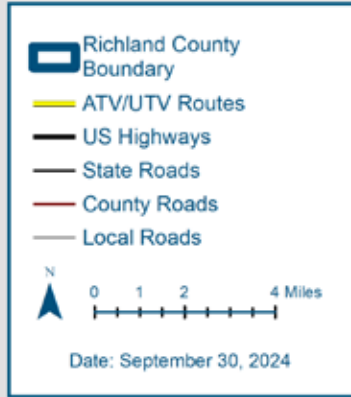 Richland County
Boundary
ATV/UTV Routes
US Highways
State Roads
County Roads
Local Roads
N
0 1 2 4 Miles
Date: September 30, 2024